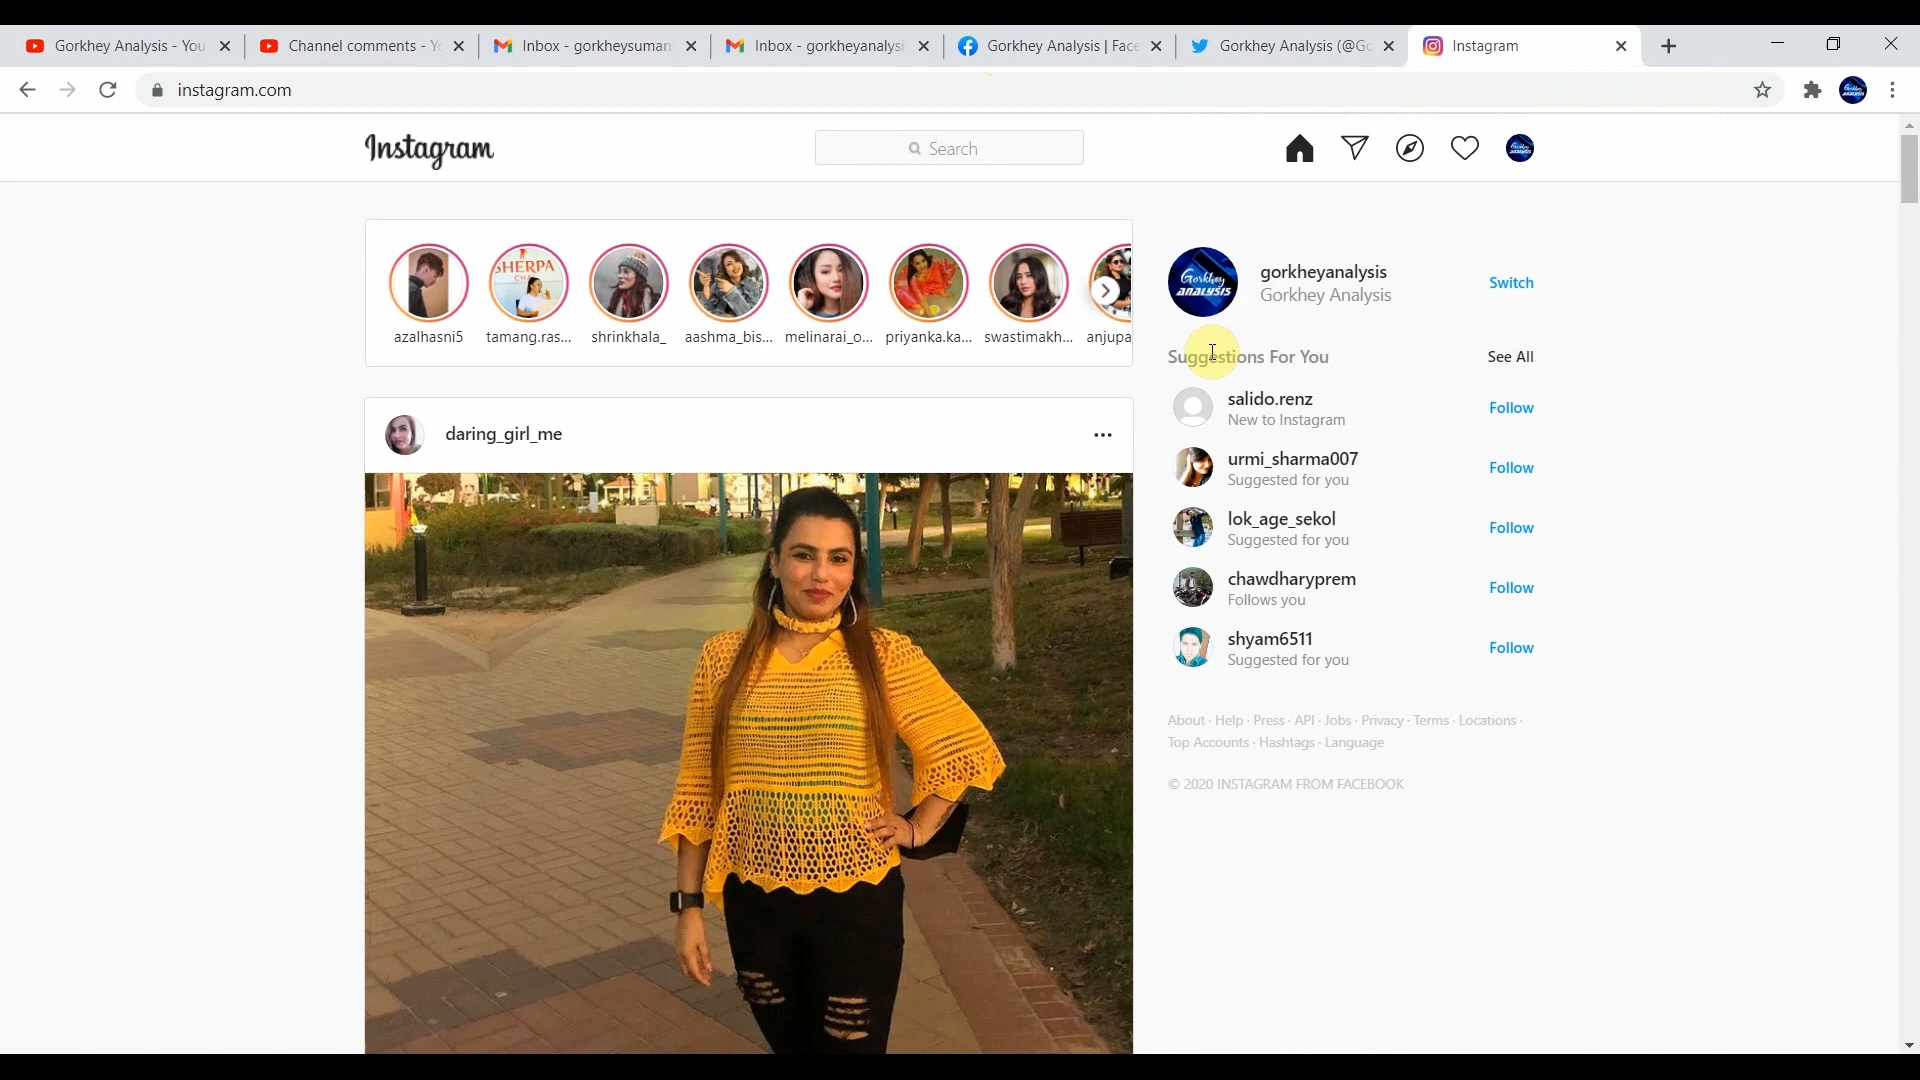 Gorkhey Analysis - You
Channel comments - Y
Inbox - gorkheysuman
Inbox - gorkheyanalysi
Gorkhey Analysis | Face
Gorkhey Analysis (@Go
Instagram
instagram.com
Instagram
Search
SHERPA
azalhasni5
tamang.ras...
shrinkhala_
aashma_bis...
melinarai_o...
priyanka.ka...
swastimakh...
anjupa
Gorkhey
ANALYSIS
gorkheyanalysis
Gorkhey Analysis
Switch
Suggestions For You
See All
salido.renz
New to Instagram
Follow
urmi_sharma007
Suggested for you
Follow
lok_age_sekol
Suggested for you
Follow
chawdharyprem
Follows you
Follow
shyam6511
Suggested for you
Follow
daring_girl_me
About · Help · Press · API · Jobs · Privacy · Terms · Locations ·
Top Accounts · Hashtags · Language
© 2020 INSTAGRAM FROM FACEBOOK